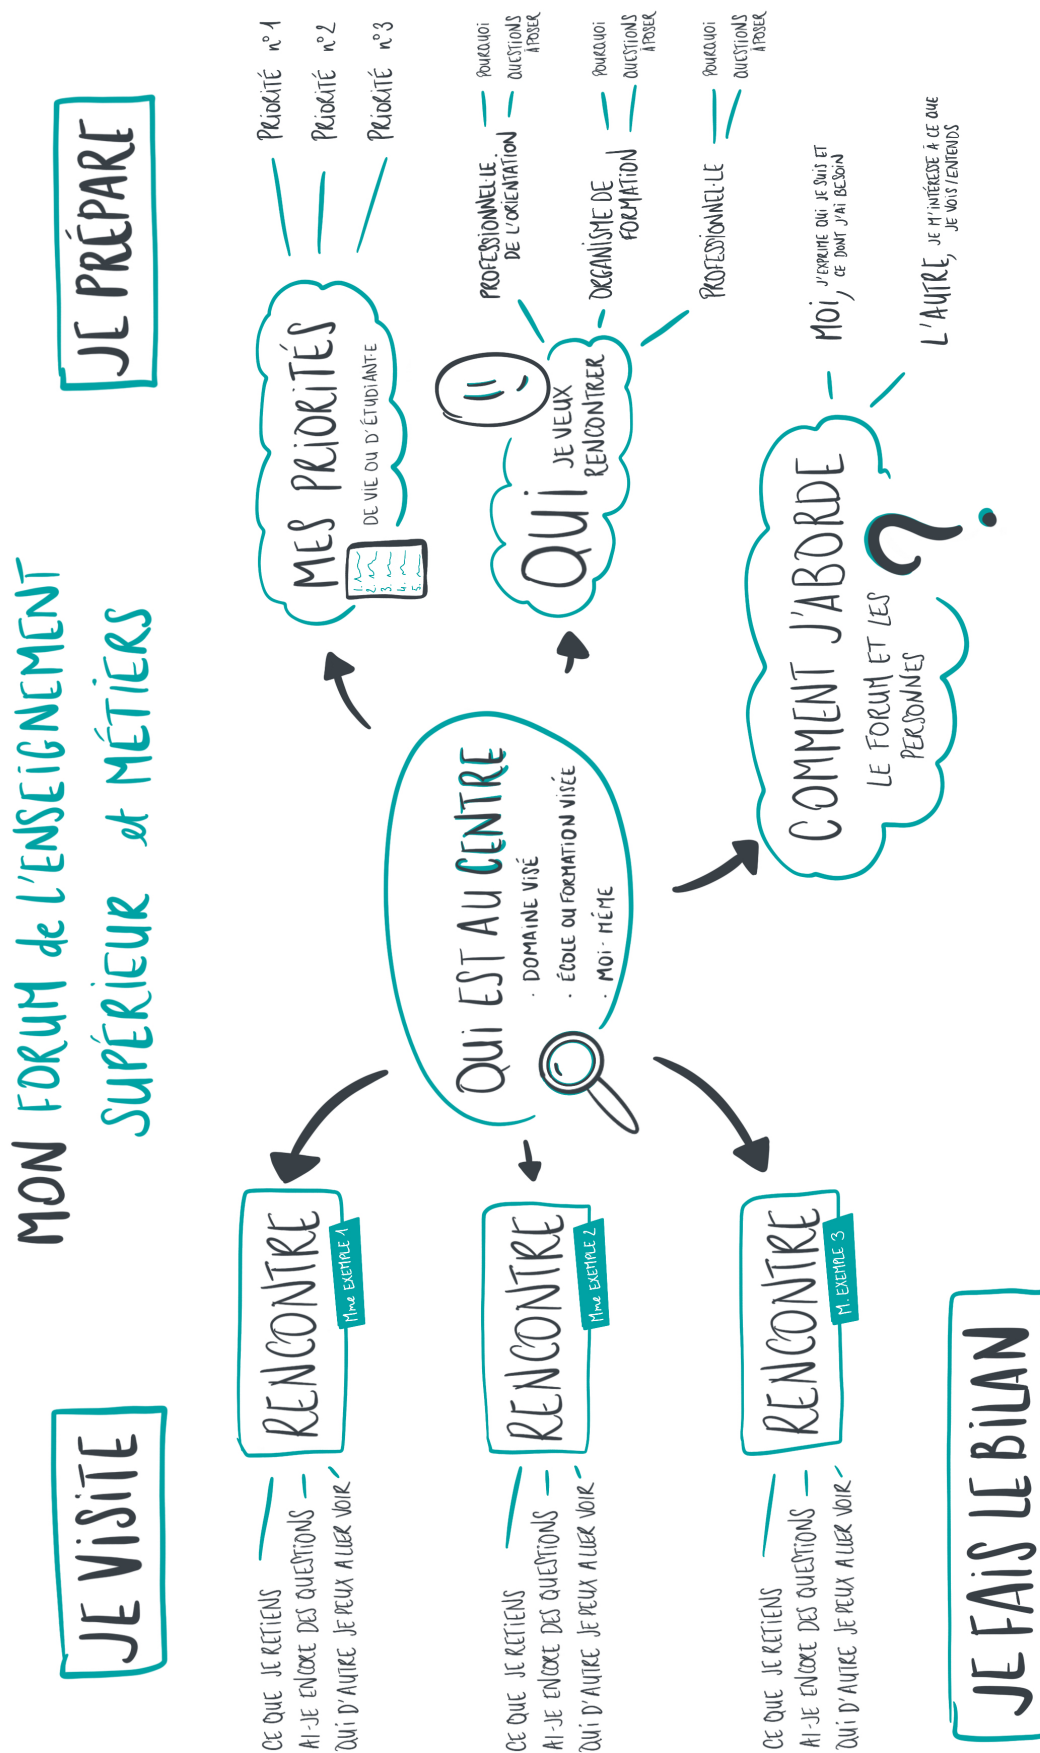 MON FORUM de L'ENSEiGNEMENT
SUPÉRiEUR et MÉTiERS
JE ViSiTE
JE PRÉPARE
QUi EST AU CENTRE
· DOMAiNE ViSÉ
· ÉCOLE OU FORMATiON ViSÉE
· MOi-MÊME
MES PRiORiTÉS
DE ViE OU D'ÉTUDiANT·E
1.
2.
3.
4.
5.
PRiORiTÉ n°1
PRiORiTÉ n°2
PRiORiTÉ n°3
QUi JE VEUX
RENCONTRER
PROFESSiONNEL·LE
DE L'ORiENTATiON
POURQUOi
QUESTiONS
À POSER
ORGANiSME DE
FORMATiON
POURQUOi
QUESTiONS
À POSER
PROFESSiONNEL·LE
POURQUOi
QUESTiONS
À POSER
COMMENT J'ABORDE
LE FORUM ET LES
PERSONNES
?
MOi, J'EXPRiME QUi JE SUiS ET
CE DONT J'Ai BESOiN
L'AUTRE, JE M'iNTÉRESSE À CE QUE
JE VOiS/ENTENDS
RENCONTRE
Mme EXEMPLE 1
CE QUE JE RETiENS
Ai-JE ENCORE DES QUESTiONS
QUi D'AUTRE JE PEUX ALLER VOiR
RENCONTRE
Mme EXEMPLE 2
CE QUE JE RETiENS
Ai-JE ENCORE DES QUESTiONS
QUi D'AUTRE JE PEUX ALLER VOiR
RENCONTRE
M. EXEMPLE 3
CE QUE JE RETiENS
Ai-JE ENCORE DES QUESTiONS
QUi D'AUTRE JE PEUX ALLER VOiR
JE FAiS LE BiLAN